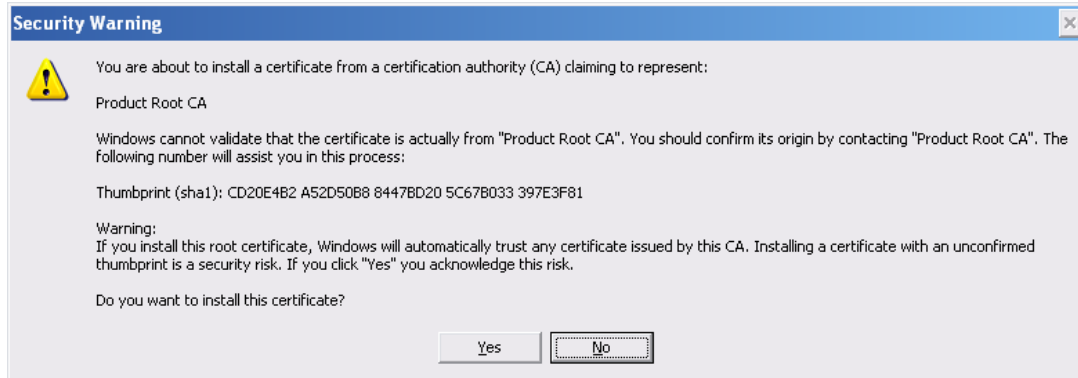 Security Warning
You are about to install a certificate from a certification authority (CA) claiming to represent:
Product Root CA
Windows cannot validate that the certificate is actually from "Product Root CA". You should confirm its origin by contacting "Product Root CA". The
following number will assist you in this process:
Thumbprint (sha1): CD20E4B2 A52D50B8 8447BD20 5C67B033 397E3F81
Warning:
If you install this root certificate, Windows will automatically trust any certificate issued by this CA. Installing a certificate with an unconfirmed
thumbprint is a security risk. If you click "Yes" you acknowledge this risk.
Do you want to install this certificate?
Yes No